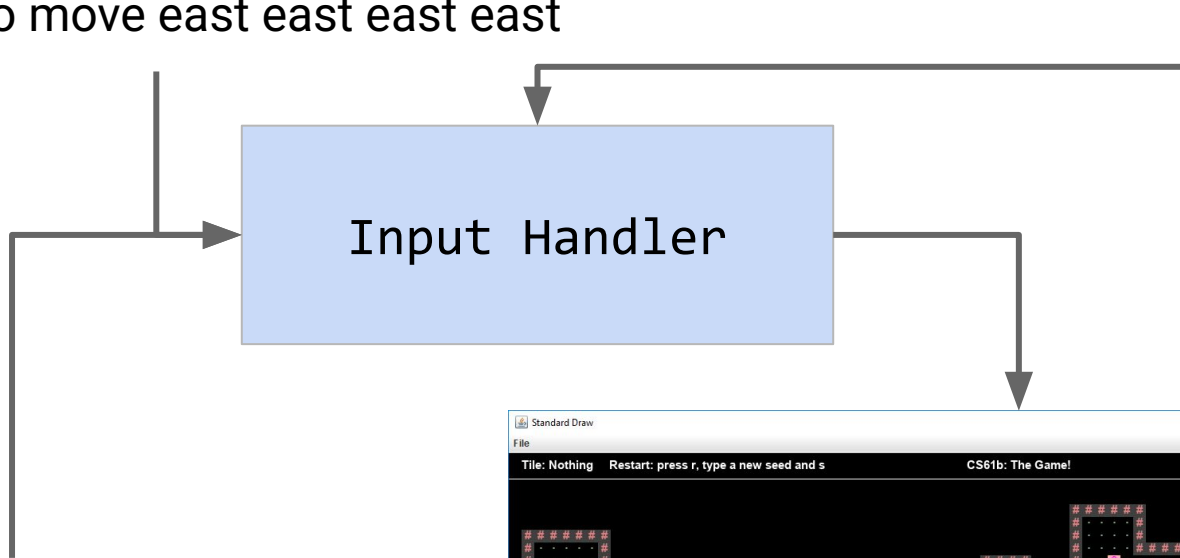 o move east east east east
Input Handler
Standard Draw
File
Tile: Nothing Restart: press r, type a new seed and s CS61b: The Game!